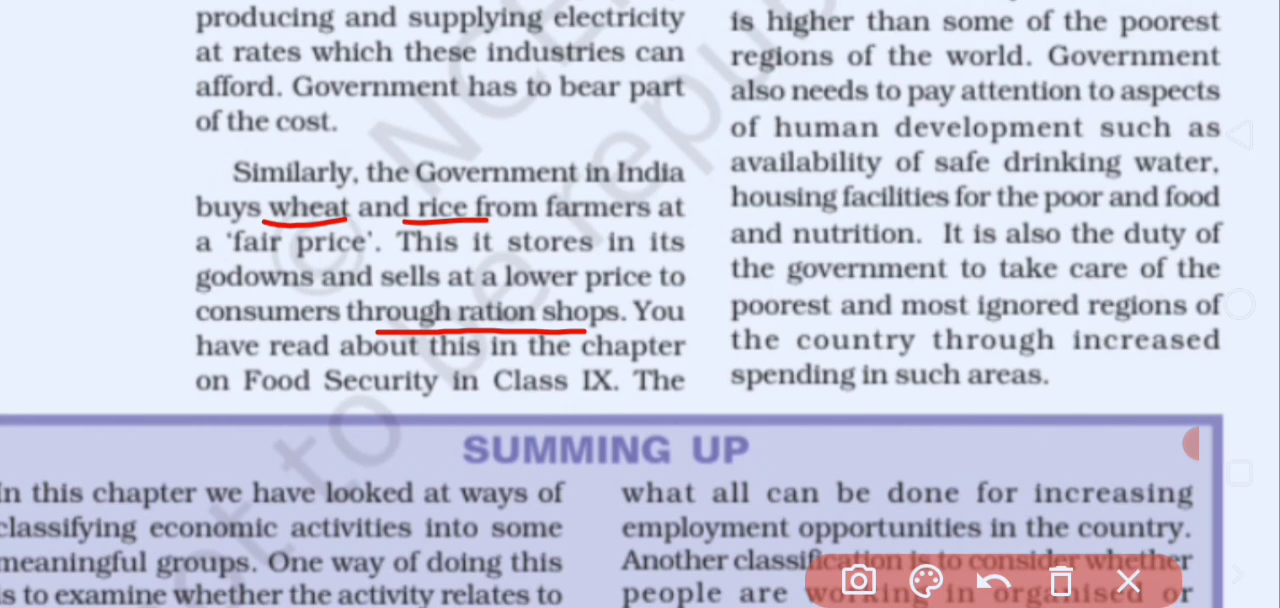 producing and supplying electricity
at rates which these industries can
afford. Government has to bear part
of the cost.
Similarly, the Government in India
buys wheat and rice from farmers at
a ‘fair price’. This it stores in its
godowns and sells at a lower price to
consumers through ration shops. You
have read about this in the chapter
on Food Security in Class IX. The
is higher than some of the poorest
regions of the world. Government
also needs to pay attention to aspects
of human development such as
availability of safe drinking water,
housing facilities for the poor and food
and nutrition. It is also the duty of
the government to take care of the
poorest and most ignored regions of
the country through increased
spending in such areas.
SUMMING UP
In this chapter we have looked at ways of
classifying economic activities into some
meaningful groups. One way of doing this
is to examine whether the activity relates to
what all can be done for increasing
employment opportunities in the country.
Another classification is to consider whether
people are working in organised or
© NCE
be repu
not to